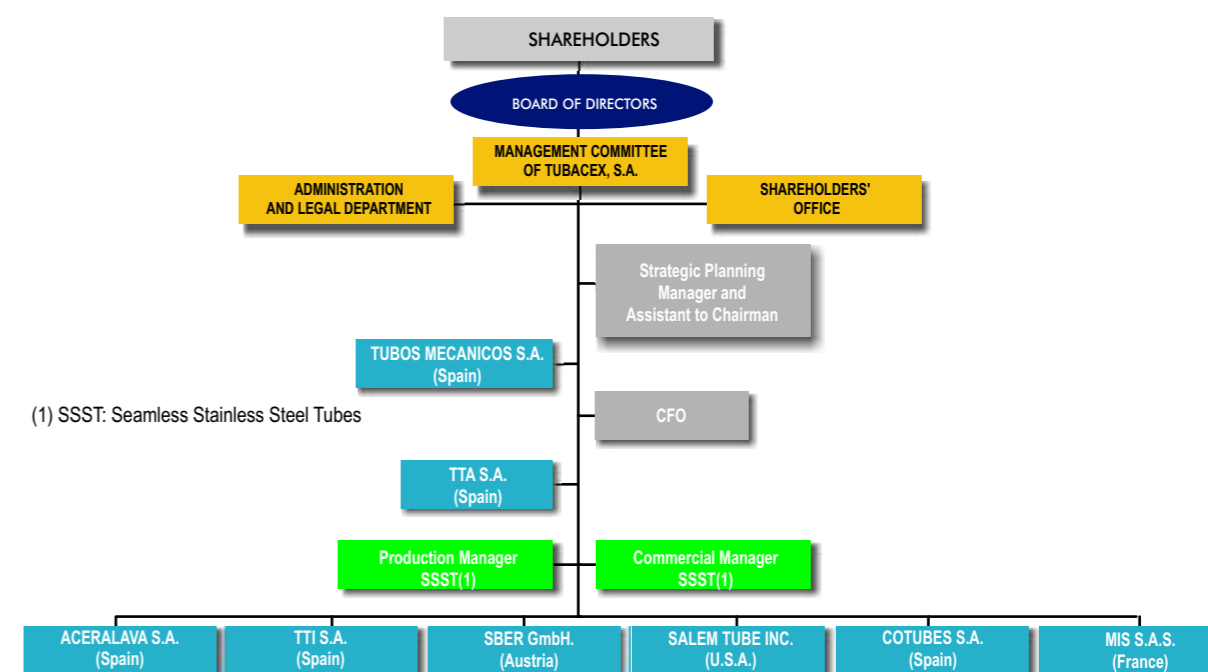 SHAREHOLDERS
BOARD OF DIRECTORS
MANAGEMENT COMMITTEE
OF TUBACEX, S.A.
ADMINISTRATION
AND LEGAL DEPARTMENT
SHAREHOLDERS'
OFFICE
Strategic Planning
Manager and
Assistant to Chairman
TUBOS MECANICOS S.A.
(Spain)
(1) SSST: Seamless Stainless Steel Tubes
CFO
TTA S.A.
(Spain)
Production Manager
SSST(1)
Commercial Manager
SSST(1)
ACERALAVA S.A.
(Spain)
TTI S.A.
(Spain)
SBER GmbH.
(Austria)
SALEM TUBE INC.
(U.S.A.)
COTUBES S.A.
(Spain)
MIS S.A.S.
(France)